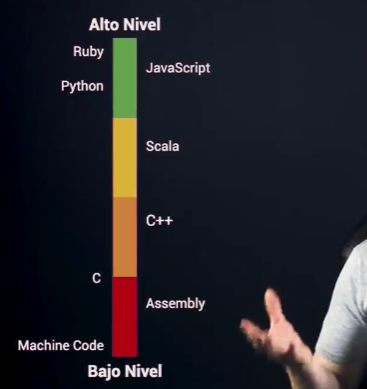 Alto Nivel
Ruby
JavaScript
Python
Scala
C++
C
Assembly
Machine Code
Bajo Nivel